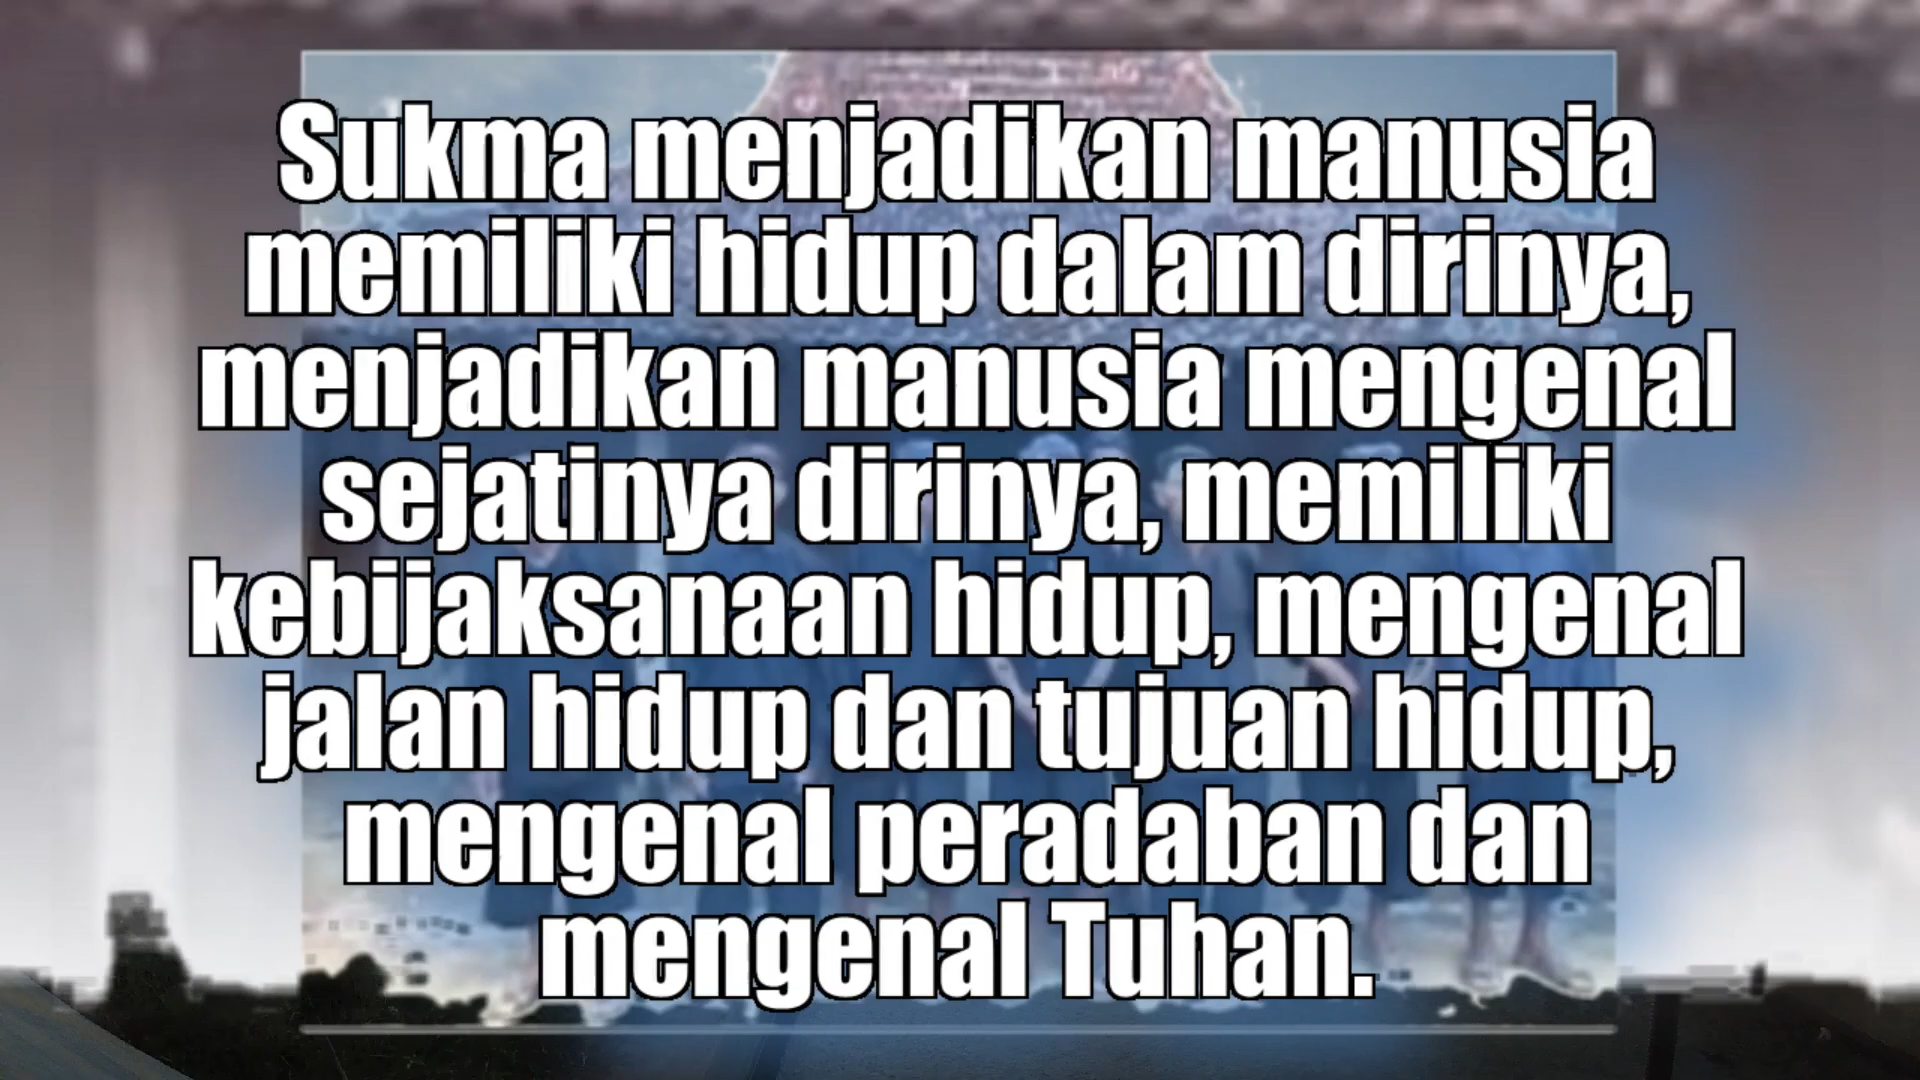 Sukma menjadikan manusia
memiliki hidup dalam dirinya,
menjadikan manusia mengenal
sejatinya dirinya, memiliki
kebijaksanaan hidup, mengenal
jalan hidup dan tujuan hidup,
mengenal peradaban dan
mengenal Tuhan.